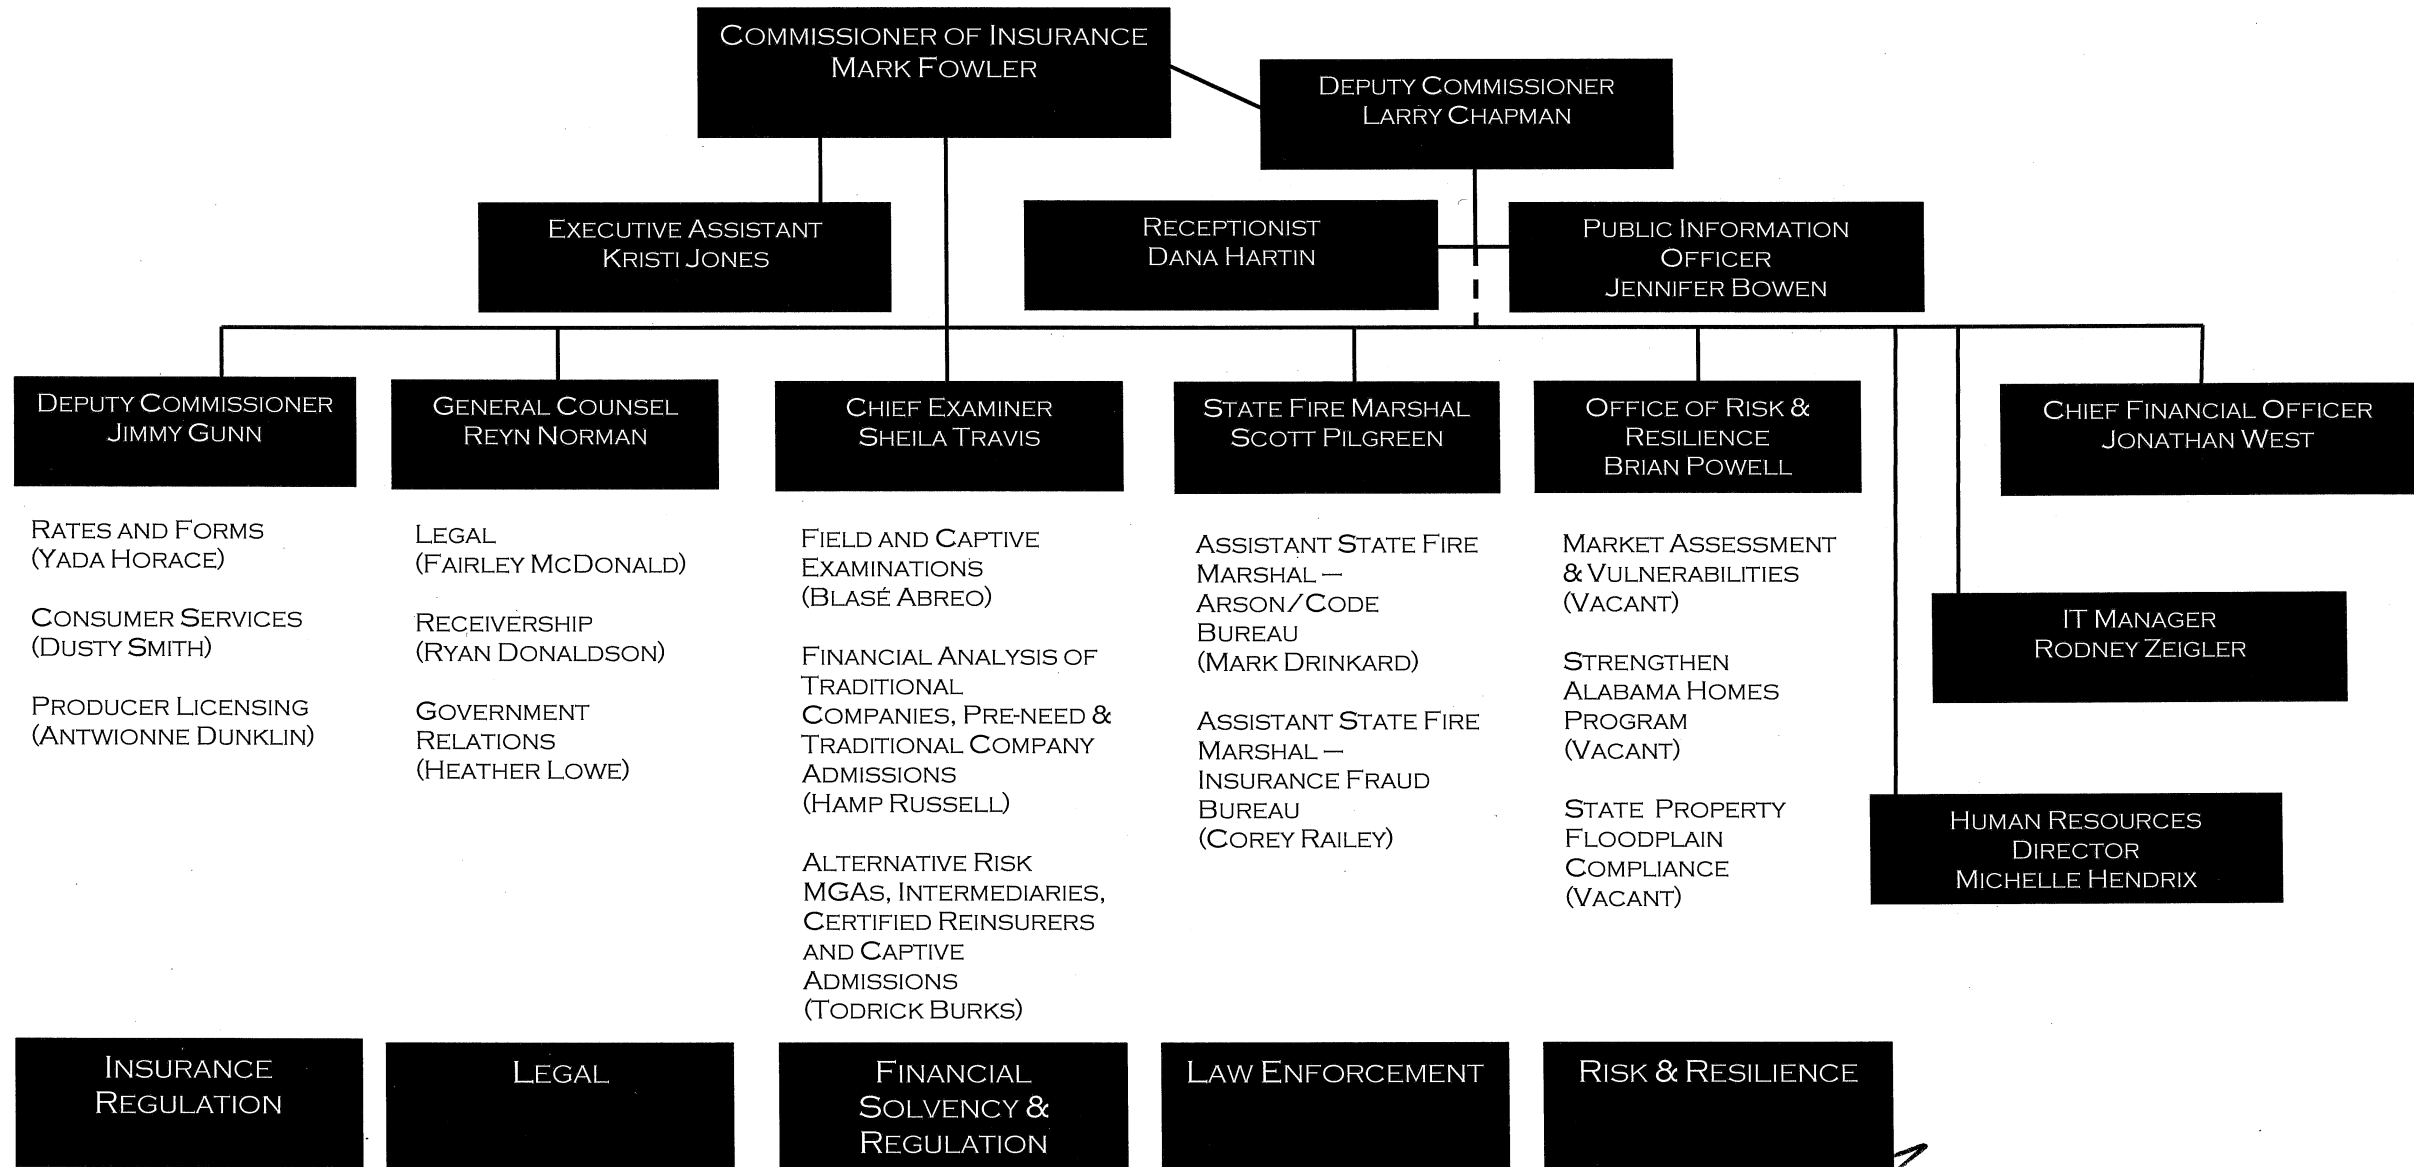 Commissioner of Insurance
Mark Fowler
Deputy Commissioner
Larry Chapman
Executive Assistant
Kristi Jones
Receptionist
Dana Hartin
Public Information
Officer
Jennifer Bowen
Deputy Commissioner
Jimmy Gunn
General Counsel
Reyn Norman
Chief Examiner
Sheila Travis
State Fire Marshal
Scott Pilgreen
Office of Risk &
Resilience
Brian Powell
Chief Financial Officer
Jonathan West
Rates and Forms
(Yada Horace)
Consumer Services
(Dusty Smith)
Producer Licensing
(Antwionne Dunklin)
Legal
(Fairley McDonald)
Receivership
(Ryan Donaldson)
Government
Relations
(Heather Lowe)
Field and Captive
Examinations
(Blasé Abreo)
Financial Analysis of
Traditional
Companies, Pre-need &
Traditional Company
Admissions
(Hamp Russell)
Alternative Risk
MGAs, Intermediaries,
Certified Reinsurers
and Captive
Admissions
(Todrick Burks)
Assistant State Fire
Marshal –
Arson/Code
Bureau
(Mark Drinkard)
Assistant State Fire
Marshal –
Insurance Fraud
Bureau
(Corey Railey)
Market Assessment
& Vulnerabilities
(Vacant)
Strengthen
Alabama Homes
Program
(Vacant)
State Property
Floodplain
Compliance
(Vacant)
IT Manager
Rodney Zeigler
Human Resources
Director
Michelle Hendrix
Insurance
Regulation
Legal
Financial
Solvency &
Regulation
Law Enforcement
Risk & Resilience